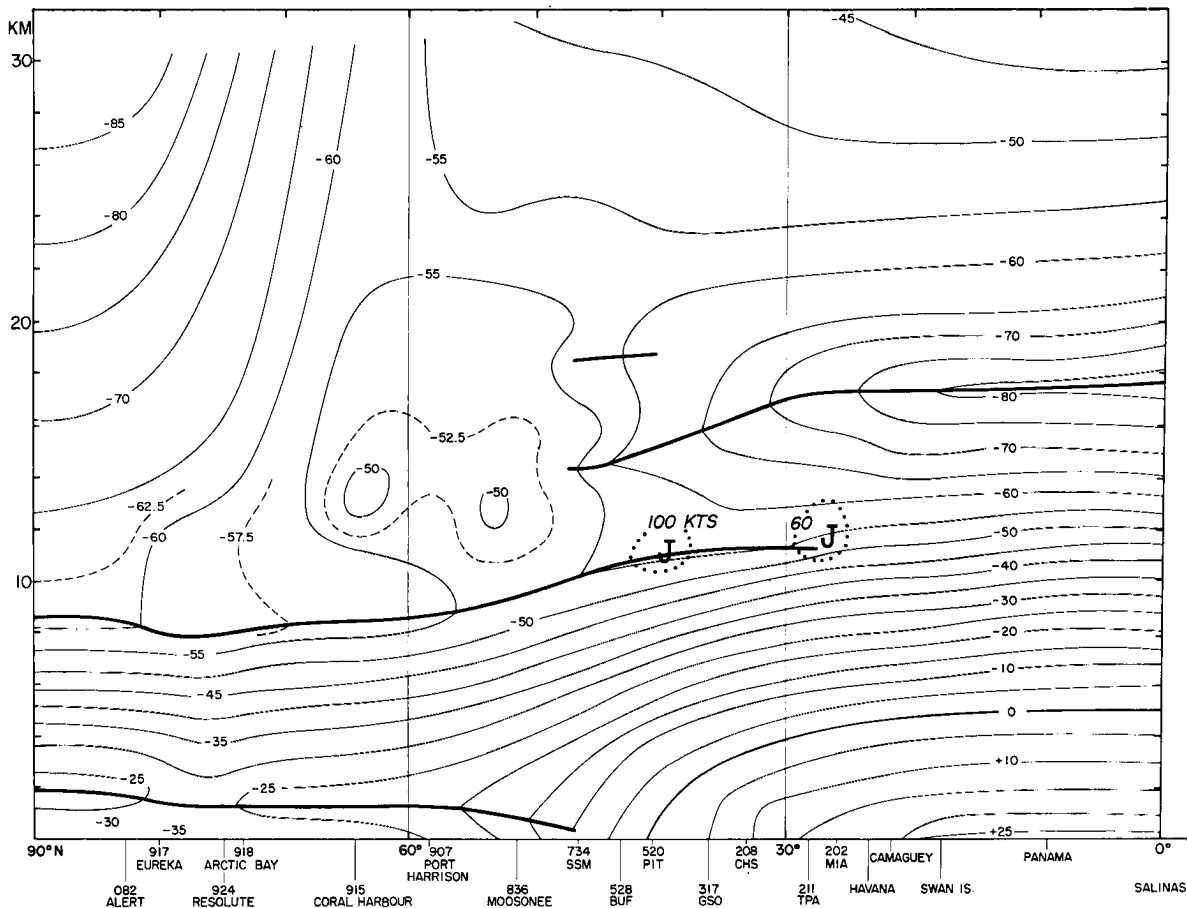 KM
-45
30
-85
-60
-55
-50
-80
-60
20
-55
-70
-70
-80
-52.5
-50
-50
-70
-62.5
-60
-57.5
-60
100 KTS
60
J
J
-50
-40
10
-30
-50
-20
-55
-10
-45
0
-35
+10
-25
-25
-30
-35
+25
90°N
60°
30°
0°
917
EUREKA
918
ARCTIC BAY
907
PORT
HARRISON
734
SSM
520
PIT
208
CHS
202
MIA
CAMAGUEY
PANAMA
082
ALERT
924
RESOLUTE
915
CORAL HARBOUR
836
MOOSONEE
528
BUF
317
GSO
211
TPA
HAVANA
SWAN IS.
SALINAS